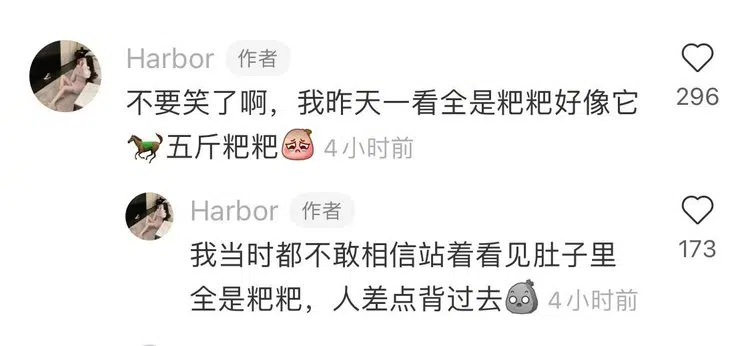 Harbor 作者
不要笑了啊，我昨天一看全是粑粑好像它
🐎五斤粑粑 4小时前
296
Harbor 作者
我当时都不敢相信站着看见肚子里
全是粑粑，人差点背过去 4小时前
173